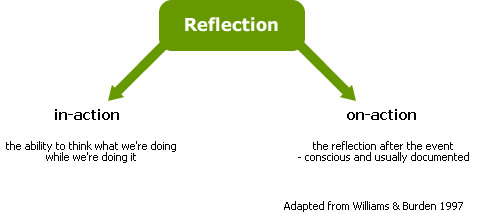 Reflection
in-action
the ability to think what we're doing
while we're doing it
on-action
the reflection after the event
- conscious and usually documented
Adapted from Williams & Burden 1997